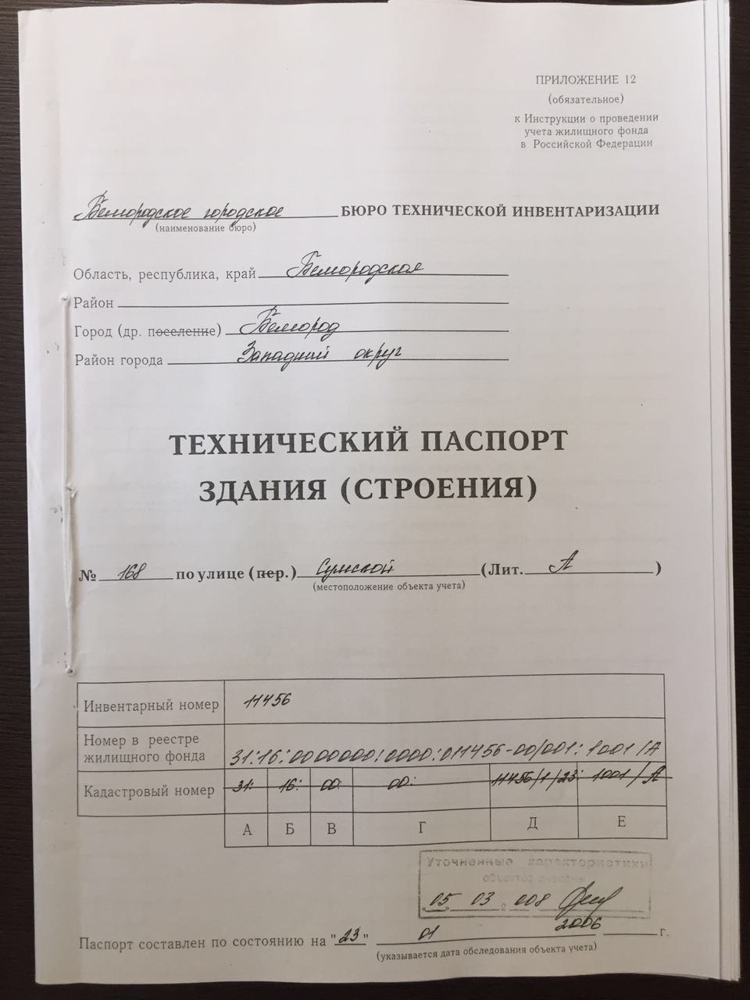 ПРИЛОЖЕНИЕ 12
(обязательное)
к Инструкции о проведении
учета жилищного фонда
в Российской Федерации
Белгородское городское БЮРО ТЕХНИЧЕСКОЙ ИНВЕНТАРИЗАЦИИ
(наименование бюро)
Область, республика, край Белгородская
Район
Город (др. поселение) Белгород
Район города Западный округ
ТЕХНИЧЕСКИЙ ПАСПОРТ
ЗДАНИЯ (СТРОЕНИЯ)
№ 168 по улице (пер.) Сумской (Лит. А )
(местоположение объекта учета)
Инвентарный номер 11456
Номер в реестре
жилищного фонда 31:16:0000000:0000:011456-00/001:1001/А
Кадастровый номер 31: 16: 00: 00: 11456/1/23: 1001/А
А Б В Г Д Е
Уточненные характеристики
объекта внесены
"05" 03 2008
Паспорт составлен по состоянию на "23" 01 2006 г.
(указывается дата обследования объекта учета)